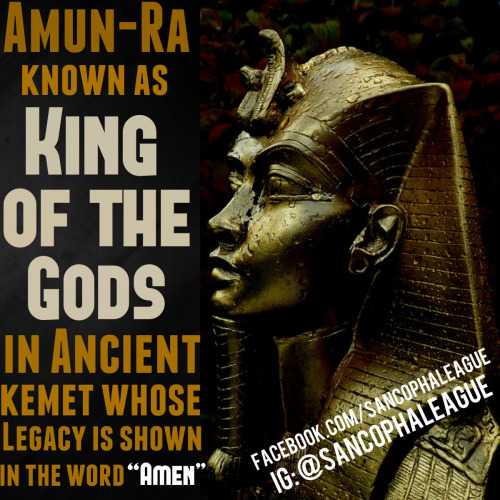 Amun-Ra
known as
King
of the
Gods
in Ancient
kemet whose
Legacy is shown
in the word "Amen"
facebook.com/sancophaleague
IG:@sancophaleague